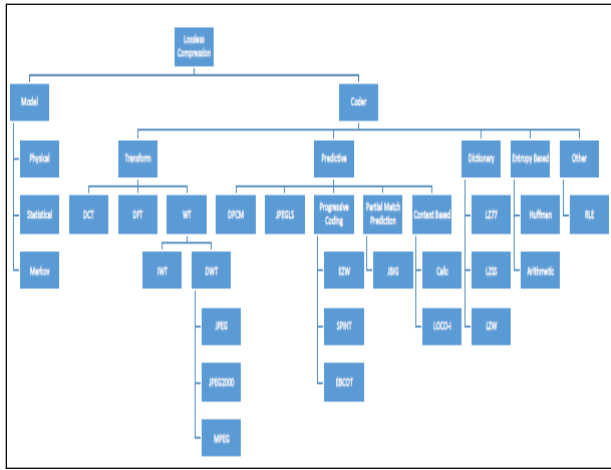 Lossless
Compression
Model
Coder
Physical
Transform
Predictive
Dictionary
Entropy Based
Other
Statistical
DCT
DFT
WT
DPCM
JPEGLS
Progressive
Coding
Partial Match
Prediction
Context Based
LZ77
Huffman
RLE
Markov
IWT
DWT
EZW
JBIG
Calic
LZSS
Arithmetic
JPEG
SPIHT
LOCO-I
LZW
JPEG2000
EBCOT
MPEG